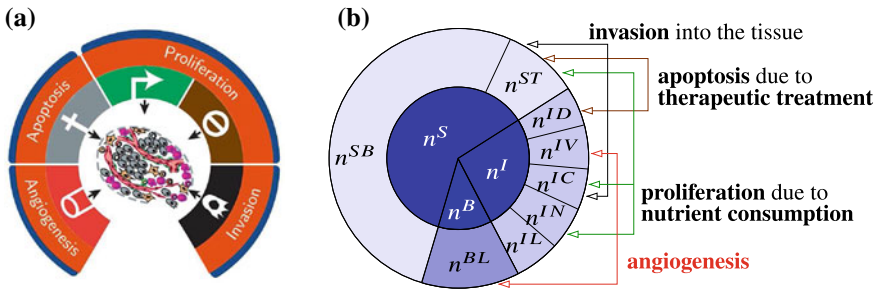 (a)
Proliferation
Apoptosis
Angiogenesis
Invasion
(b)
invasion into the tissue
apoptosis due to
therapeutic treatment
proliferation due to
nutrient consumption
angiogenesis
n^{ST}
n^{SB}
n^{S}
n^{ID}
n^{IV}
n^{I}
n^{IC}
n^{B}
n^{IN}
n^{IL}
n^{BL}